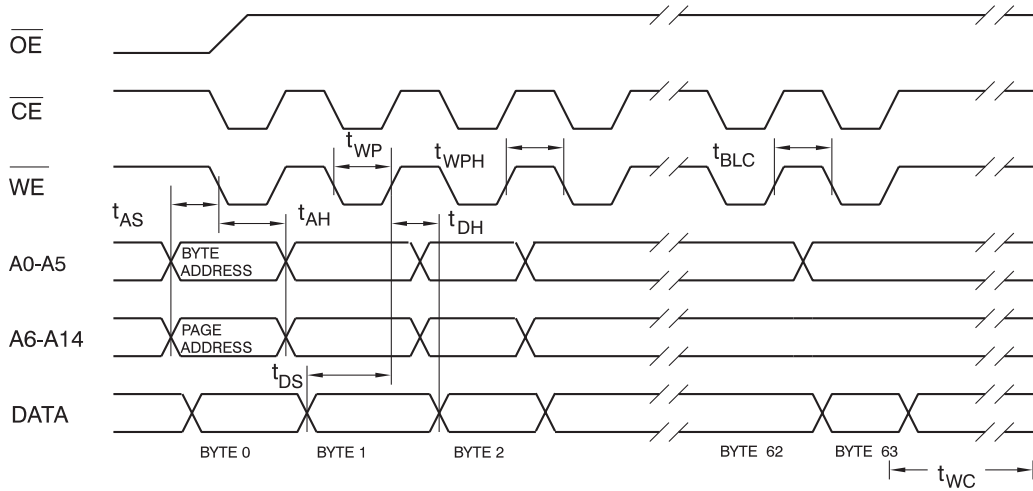 OE
CE
tWP
tWPH
tBLC
WE
tAS
tAH
tDH
A0-A5
BYTE
ADDRESS
A6-A14
PAGE
ADDRESS
tDS
DATA
BYTE 0
BYTE 1
BYTE 2
BYTE 62
BYTE 63
tWC